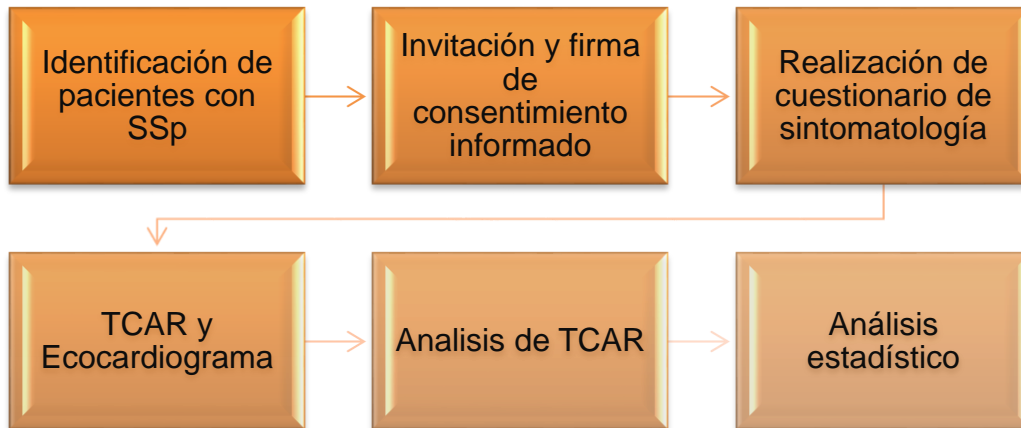 Identificación de
pacientes con
SSp
Invitación y firma
de
consentimiento
informado
Realización de
cuestionario de
sintomatología
TCAR y
Ecocardiograma
Analisis de TCAR
Análisis
estadístico